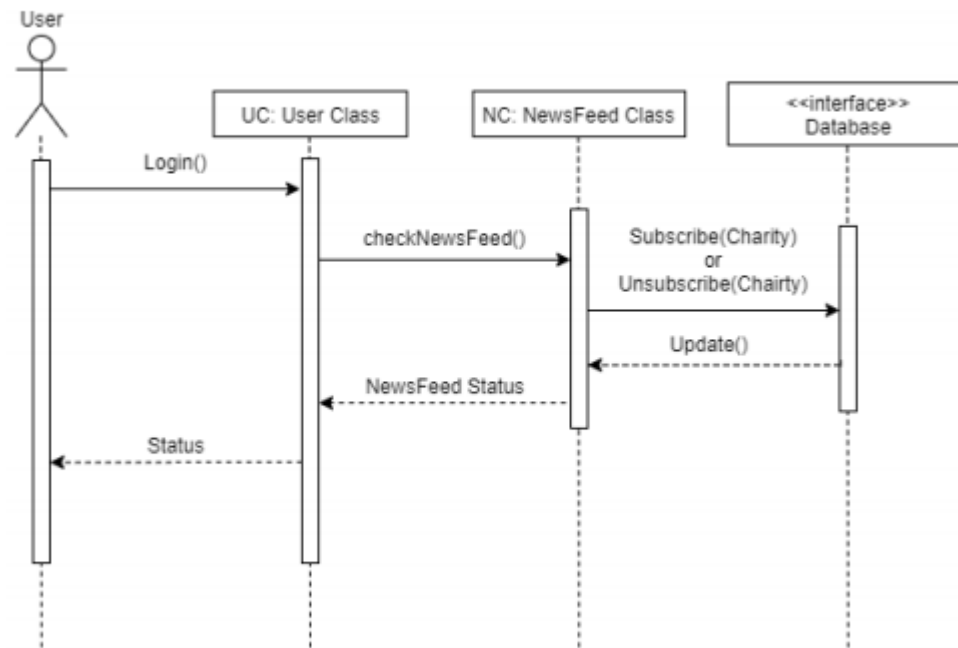 User
UC: User Class
NC: NewsFeed Class
<<interface>>
Database
Login()
checkNewsFeed()
Subscribe(Charity)
or
Unsubscribe(Chairty)
Update()
NewsFeed Status
Status